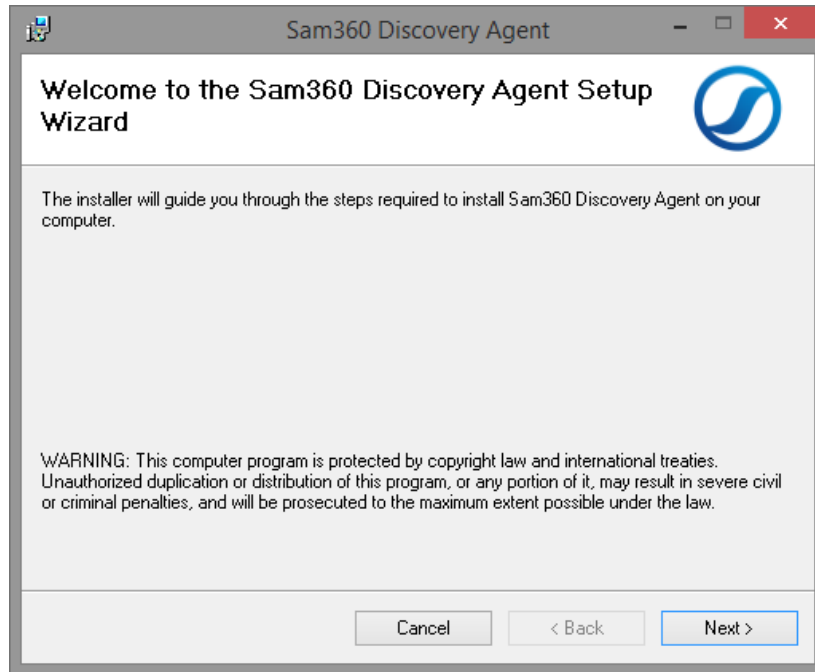 Sam360 Discovery Agent
Welcome to the Sam360 Discovery Agent Setup
Wizard
The installer will guide you through the steps required to install Sam360 Discovery Agent on your
computer.
WARNING: This computer program is protected by copyright law and international treaties.
Unauthorized duplication or distribution of this program, or any portion of it, may result in severe civil
or criminal penalties, and will be prosecuted to the maximum extent possible under the law.
Cancel
< Back
Next >